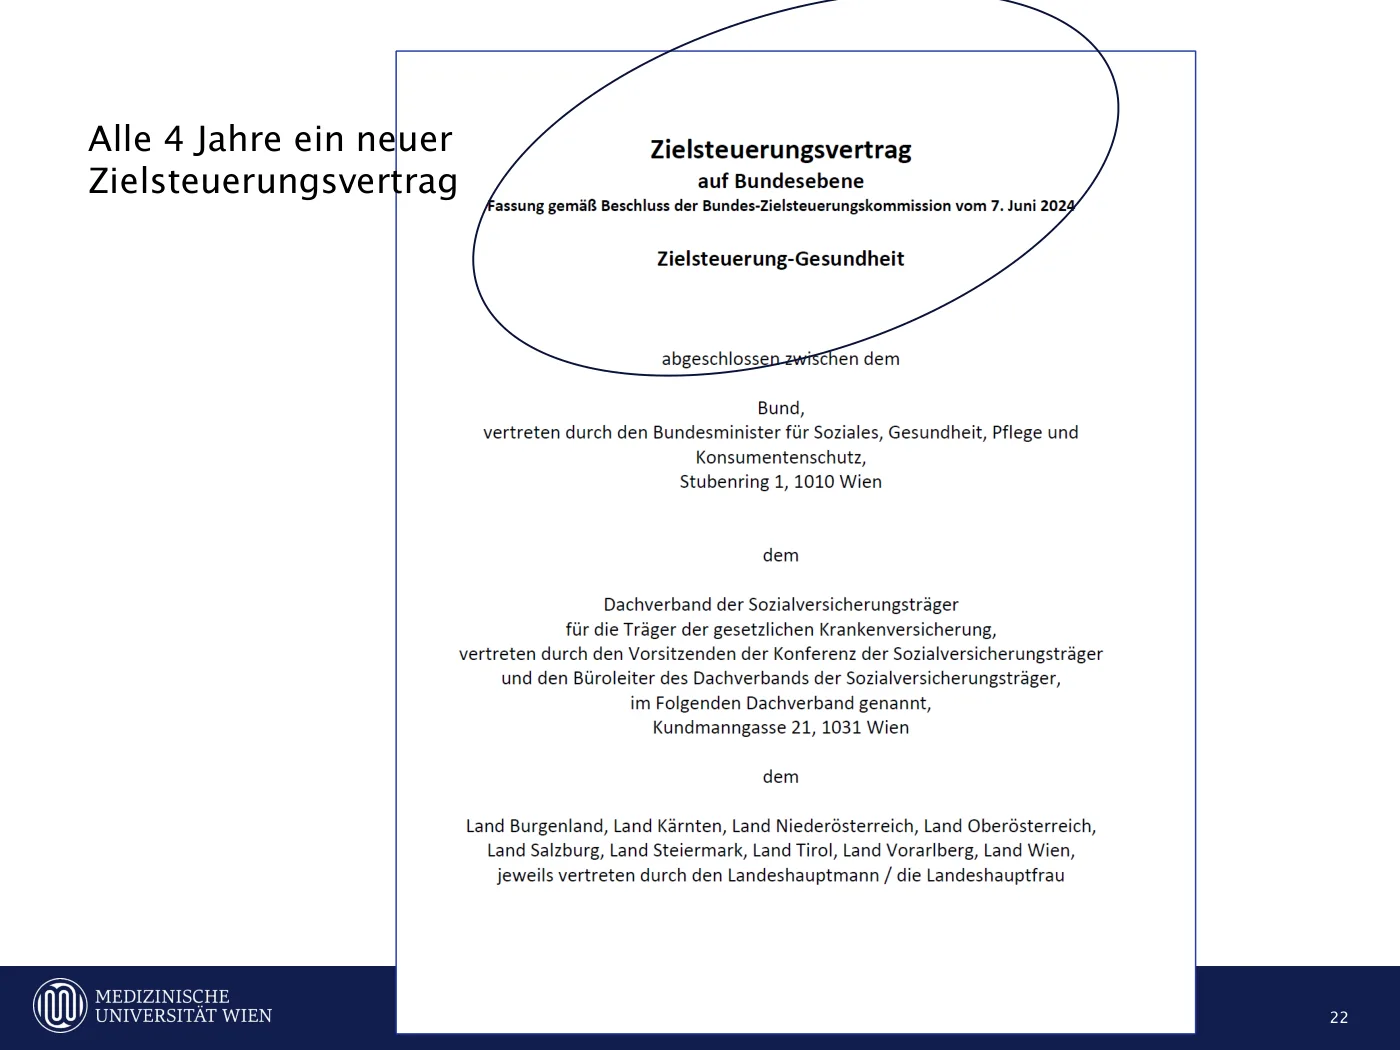 Alle 4 Jahre ein neuer
Zielsteuerungsvertrag
Zielsteuerungsvertrag
auf Bundesebene
Fassung gemäß Beschluss der Bundes-Zielsteuerungskommission vom 7. Juni 2024
Zielsteuerung-Gesundheit
abgeschlossen zwischen dem
Bund,
vertreten durch den Bundesminister für Soziales, Gesundheit, Pflege und
Konsumentenschutz,
Stubenring 1, 1010 Wien
dem
Dachverband der Sozialversicherungsträger
für die Träger der gesetzlichen Krankenversicherung,
vertreten durch den Vorsitzenden der Konferenz der Sozialversicherungsträger
und den Büroleiter des Dachverbands der Sozialversicherungsträger,
im Folgenden Dachverband genannt,
Kundmanngasse 21, 1031 Wien
dem
Land Burgenland, Land Kärnten, Land Niederösterreich, Land Oberösterreich,
Land Salzburg, Land Steiermark, Land Tirol, Land Vorarlberg, Land Wien,
jeweils vertreten durch den Landeshauptmann / die Landeshauptfrau
MEDIZINISCHE
UNIVERSITÄT WIEN
22